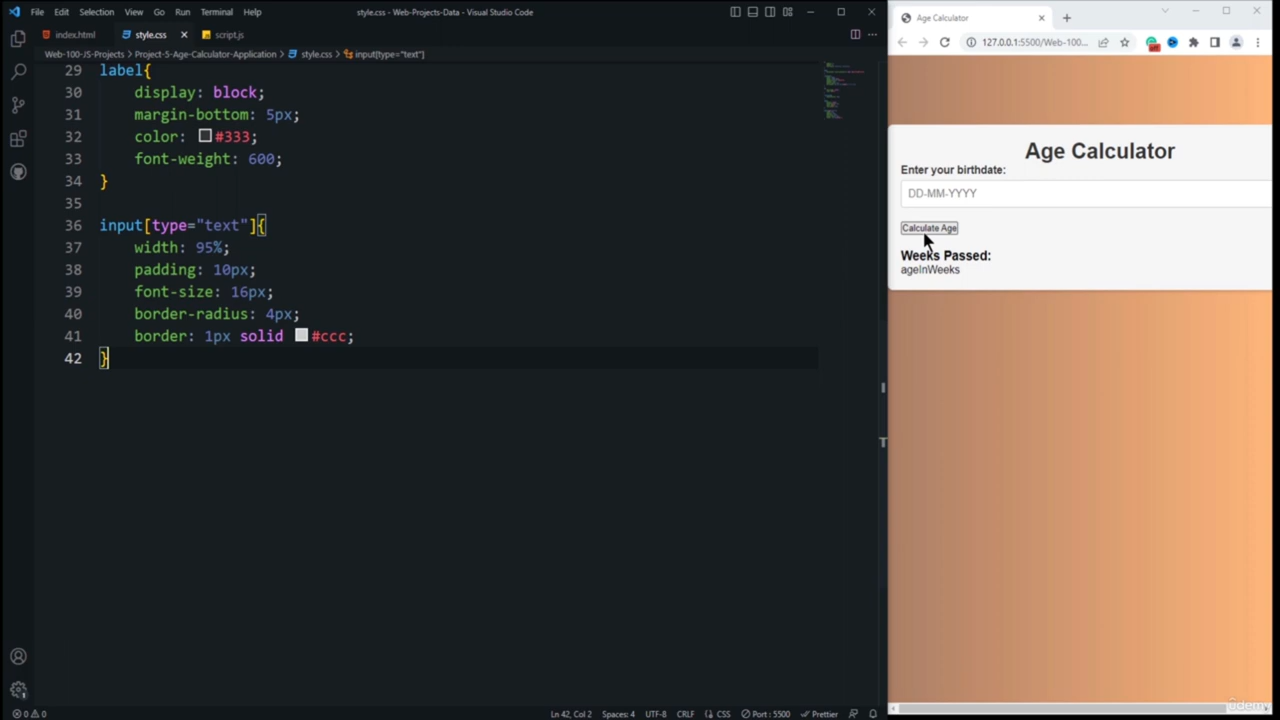 File Edit Selection View Go Run Terminal Help
style.css - Web-Projects-Data - Visual Studio Code
index.html
style.css
script.js
Web-100-JS-Projects > Project-5-Age-Calculator-Application > style.css > input[type="text"]
29 label{
30 display: block;
31 margin-bottom: 5px;
32 color: #333;
33 font-weight: 600;
34 }
35
36 input[type="text"]{
37 width: 95%;
38 padding: 10px;
39 font-size: 16px;
40 border-radius: 4px;
41 border: 1px solid #ccc;
42 }
0 0
Ln 42, Col 2
Spaces: 4
UTF-8
CRLF
CSS
Port : 5500
Prettier
Age Calculator
127.0.0.1:5500/Web-100...
Age Calculator
Enter your birthdate:
DD-MM-YYYY
Calculate Age
Weeks Passed:
ageInWeeks
T
ûdemy